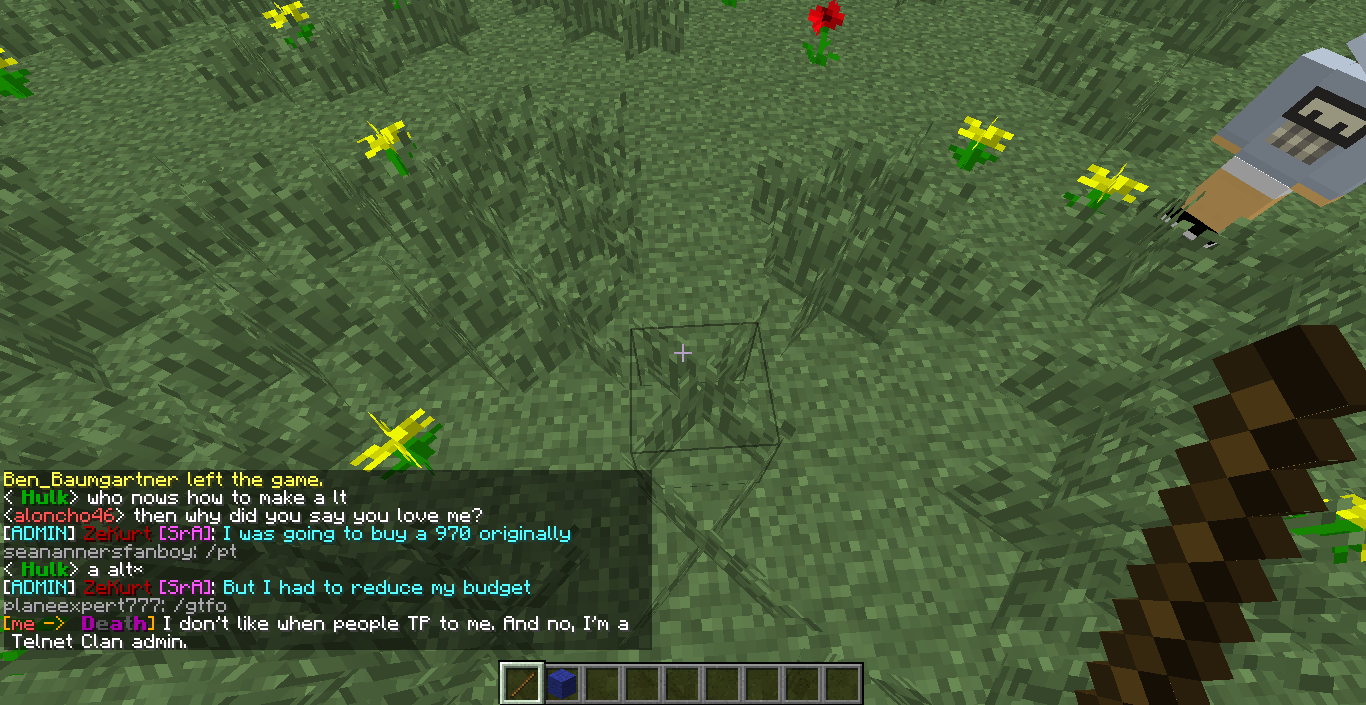 Ben_Baumgartner left the game.
< Hulk> who nows how to make a lt
<aloncho46> then why did you say you love me?
[ADMIN] ZeKurt [SrA]: I was going to buy a 970 originally
seanannersfanboy: /pt
< Hulk> a alt*
[ADMIN] ZeKurt [SrA]: But I had to reduce my budget
planeexpert777: /gtfo
[me -> Death] I don't like when people TP to me. And no, I'm a
Telnet Clan admin.